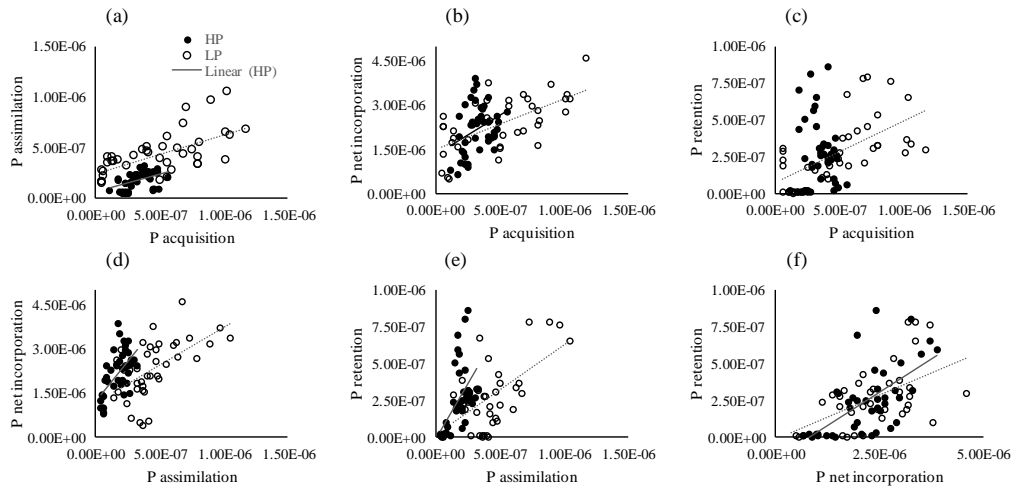 (a)
HP
LP
Linear (HP)
P assimilation
1.50E-06
1.00E-06
5.00E-07
0.00E+00
0.00E+00 5.00E-07 1.00E-06 1.50E-06
P acquisition
(b)
P net incorporation
4.50E-06
3.00E-06
1.50E-06
0.00E+00
0.00E+00 5.00E-07 1.00E-06 1.50E-06
P acquisition
(c)
P retention
1.00E-06
7.50E-07
5.00E-07
2.50E-07
0.00E+00
0.00E+00 5.00E-07 1.00E-06 1.50E-06
P acquisition
(d)
P net incorporation
4.50E-06
3.00E-06
1.50E-06
0.00E+00
0.00E+00 5.00E-07 1.00E-06 1.50E-06
P assimilation
(e)
P retention
1.00E-06
7.50E-07
5.00E-07
2.50E-07
0.00E+00
0.00E+00 5.00E-07 1.00E-06 1.50E-06
P assimilation
(f)
P retention
1.00E-06
7.50E-07
5.00E-07
2.50E-07
0.00E+00
0.00E+00 2.50E-06 5.00E-06
P net incorporation